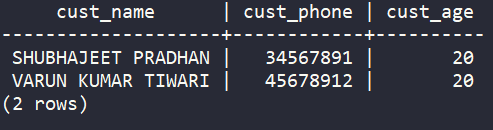 cust_name | cust_phone | cust_age
--------------------+------------+----------
SHUBHAJEET PRADHAN | 34567891 | 20
VARUN KUMAR TIWARI | 45678912 | 20
(2 rows)